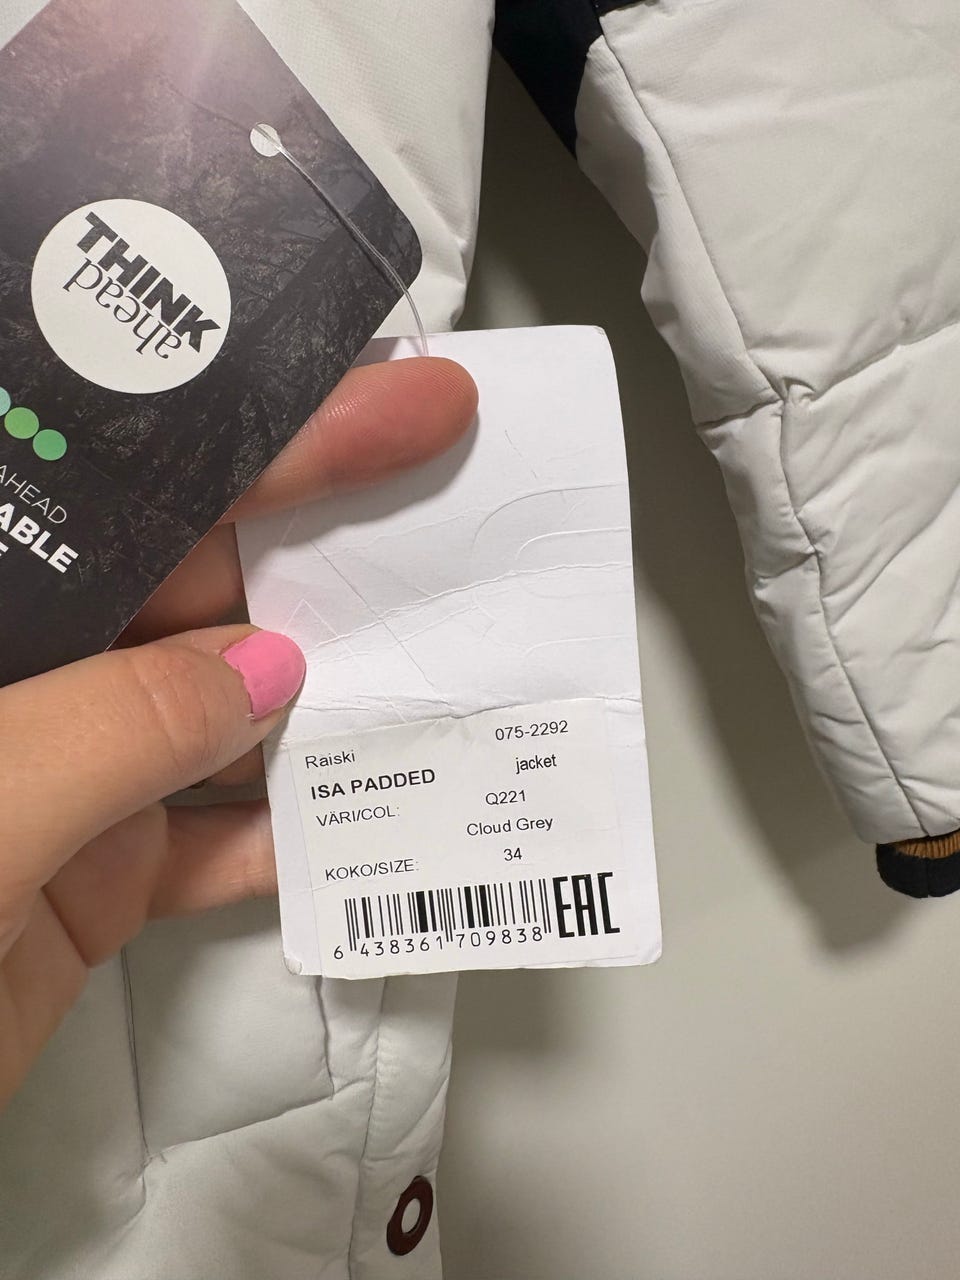 THINK
ahead
AHEAD
ABLE
E
Raiski
075-2292
ISA PADDED
jacket
VÄRI/COL:
Q221
Cloud Grey
KOKO/SIZE:
34
6 438361 709838
EAC